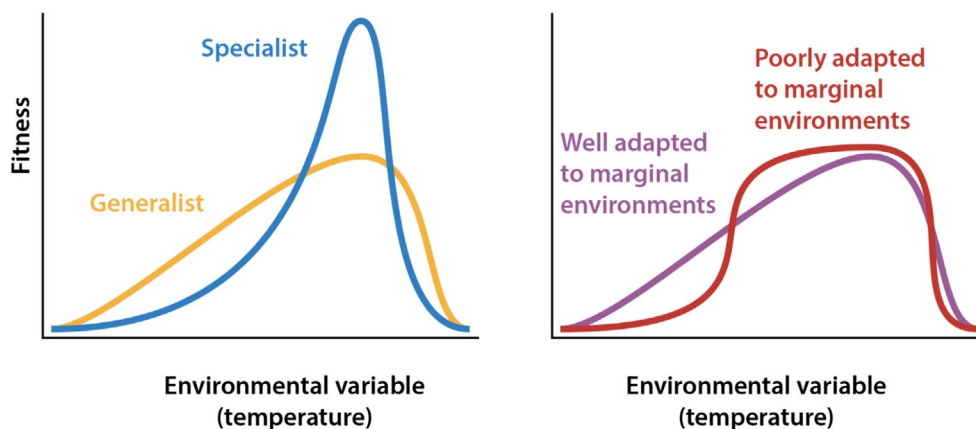 Fitness
Specialist
Generalist
Environmental variable
(temperature)
Well adapted
to marginal
environments
Poorly adapted
to marginal
environments
Environmental variable
(temperature)